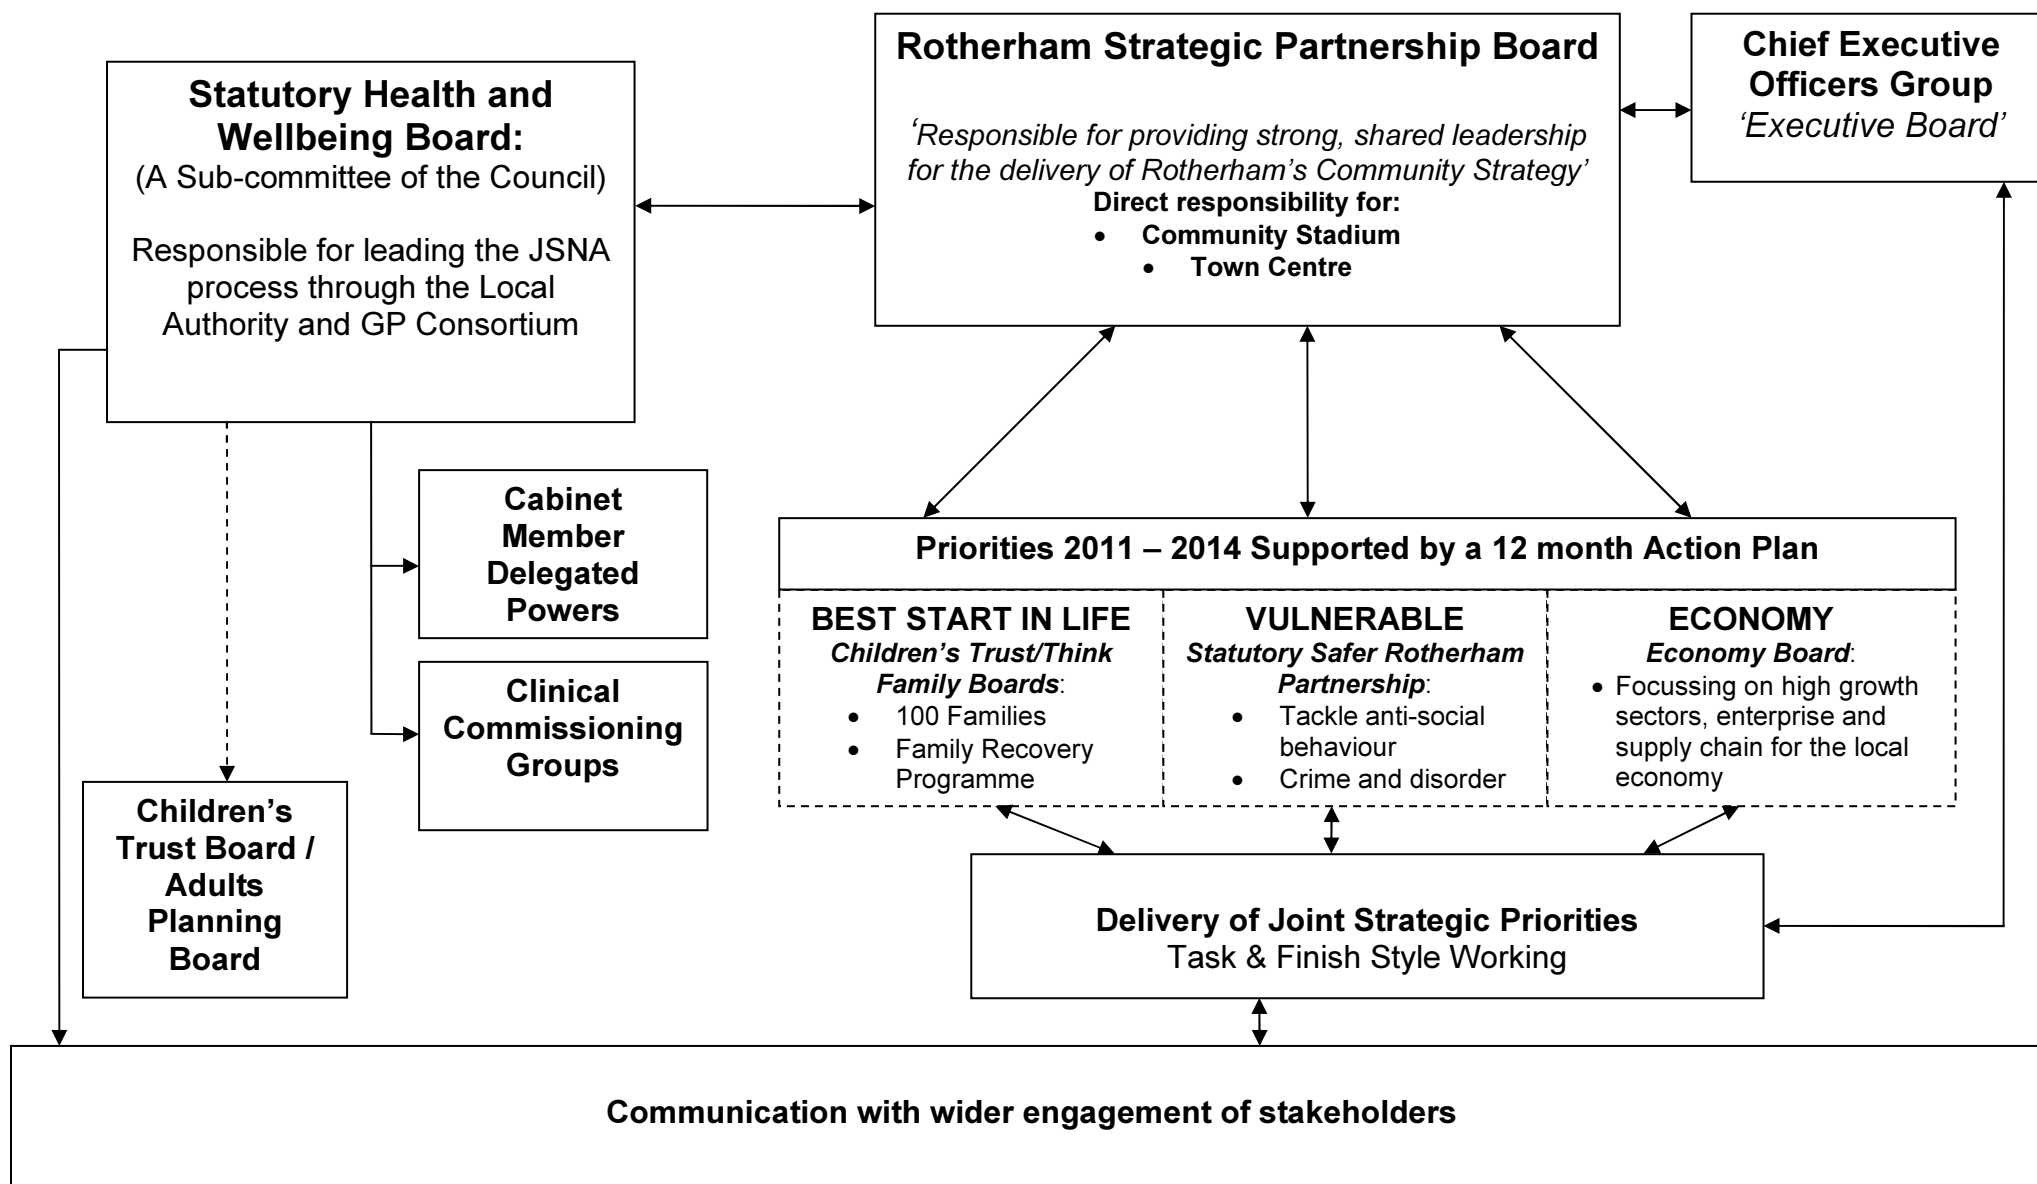 Statutory Health and
Wellbeing Board:
(A Sub-committee of the Council)
Responsible for leading the JSNA
process through the Local
Authority and GP Consortium
Rotherham Strategic Partnership Board
‘Responsible for providing strong, shared leadership
for the delivery of Rotherham’s Community Strategy’
Direct responsibility for:
• Community Stadium
• Town Centre
Chief Executive
Officers Group
‘Executive Board’
Cabinet
Member
Delegated
Powers
Clinical
Commissioning
Groups
Children’s
Trust Board /
Adults
Planning
Board
Priorities 2011 – 2014 Supported by a 12 month Action Plan
BEST START IN LIFE
Children’s Trust/Think
Family Boards:
• 100 Families
• Family Recovery
Programme
VULNERABLE
Statutory Safer Rotherham
Partnership:
• Tackle anti-social
behaviour
• Crime and disorder
ECONOMY
Economy Board:
• Focussing on high growth
sectors, enterprise and
supply chain for the local
economy
Delivery of Joint Strategic Priorities
Task & Finish Style Working
Communication with wider engagement of stakeholders